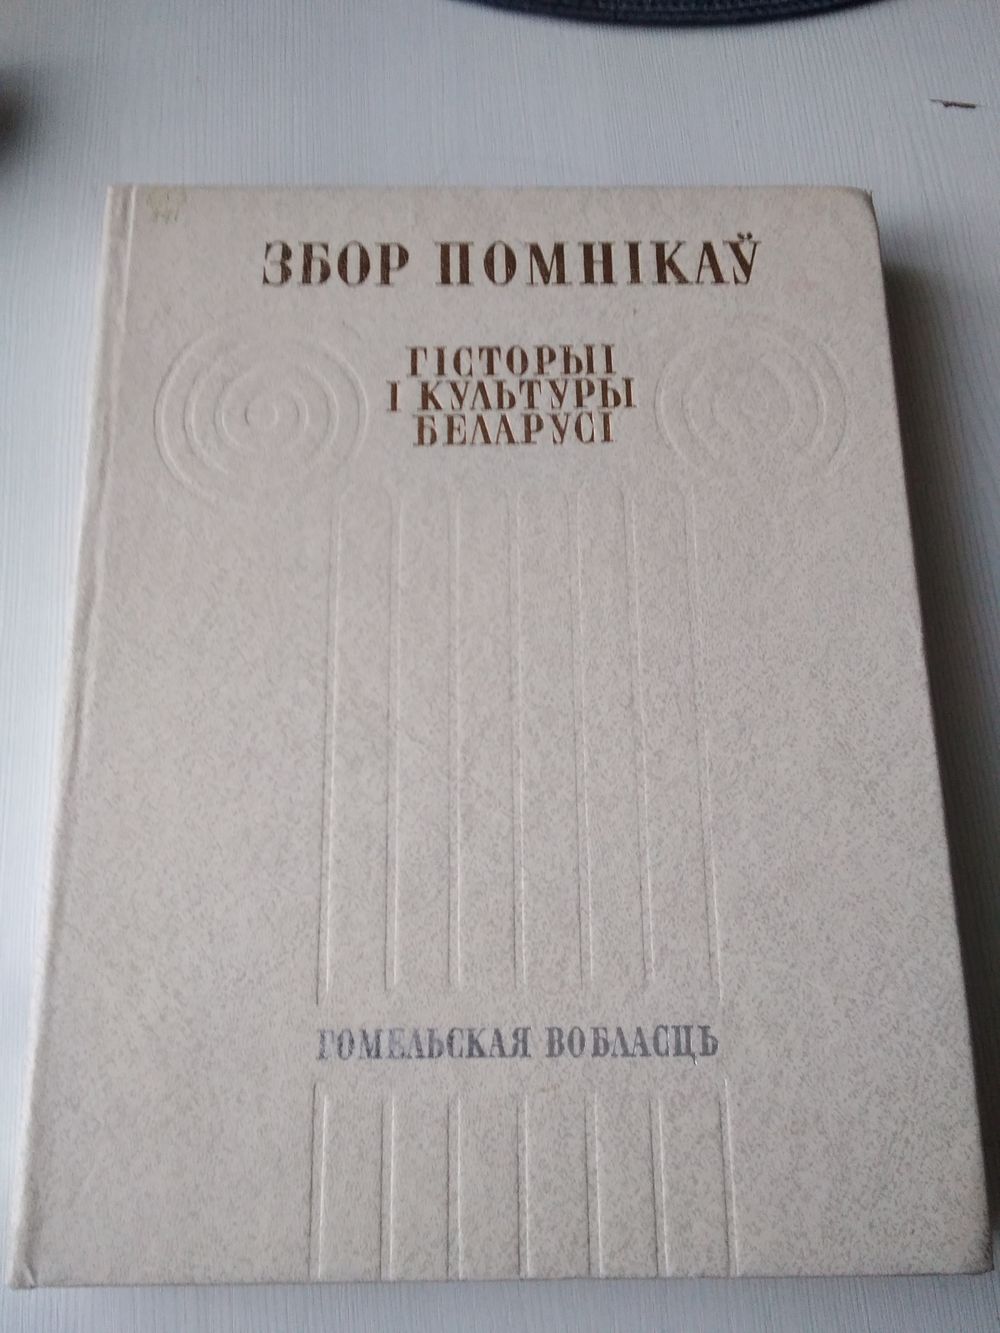 ЗБОР ПОМНІКАЎ
ГІСТОРЫІ
І КУЛЬТУРЫ
БЕЛАРУСІ
ГОМЕЛЬСКАЯ ВОБЛАСЦЬ